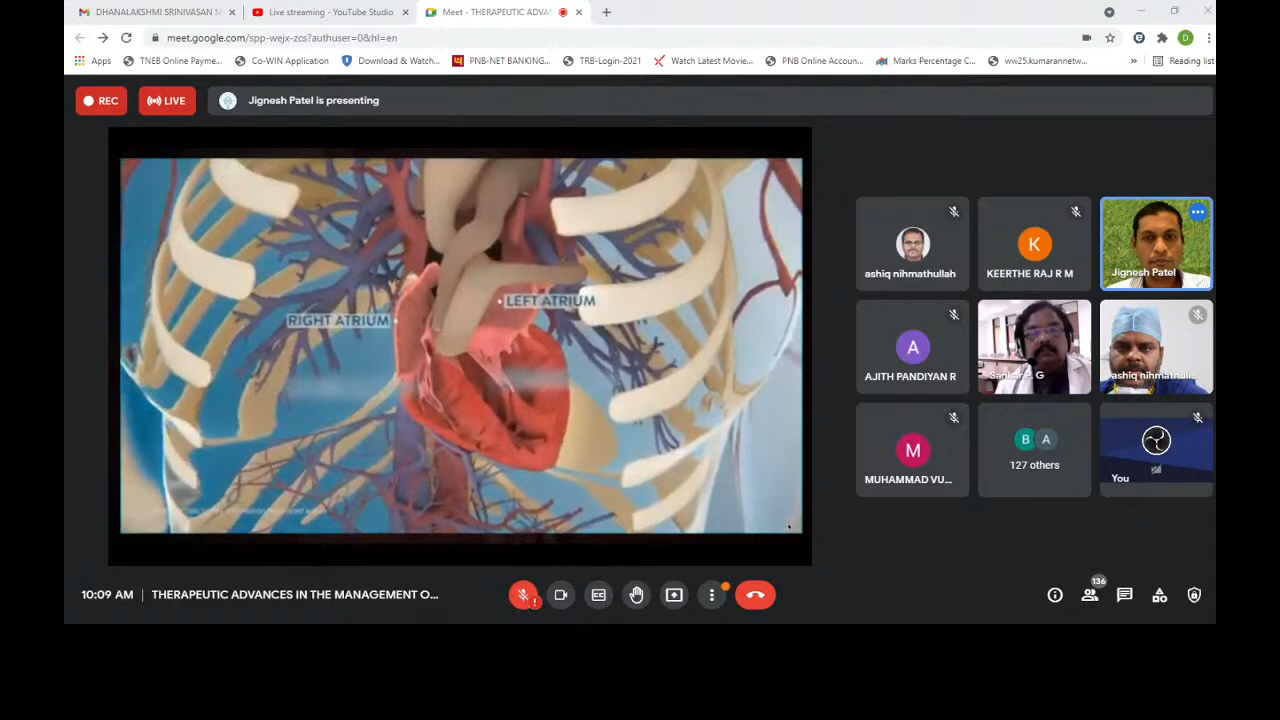 DHANALAKSHMI SRINIVASAN M
Live streaming - YouTube Studio
Meet - THERAPEUTIC ADVA
meet.google.com/spp-wejx-zcs?authuser=0&hl=en
Apps
TNEB Online Payme...
Co-WIN Application
Download & Watch...
PNB-NET BANKING...
TRB-Login-2021
Watch Latest Movie...
PNB Online Accoun...
Marks Percentage C...
ww25.kumarannetw...
»
Reading list
REC
LIVE
Jignesh Patel is presenting
LEFT ATRIUM
RIGHT ATRIUM
ashiq nihmathullah
K
KEERTHE RAJ R M
Jignesh Patel
A
AJITH PANDIYAN R
Sankar P. G
ashiq nihmathull...
M
MUHAMMAD VU...
B A
127 others
You
10:09 AM | THERAPEUTIC ADVANCES IN THE MANAGEMENT O...
136